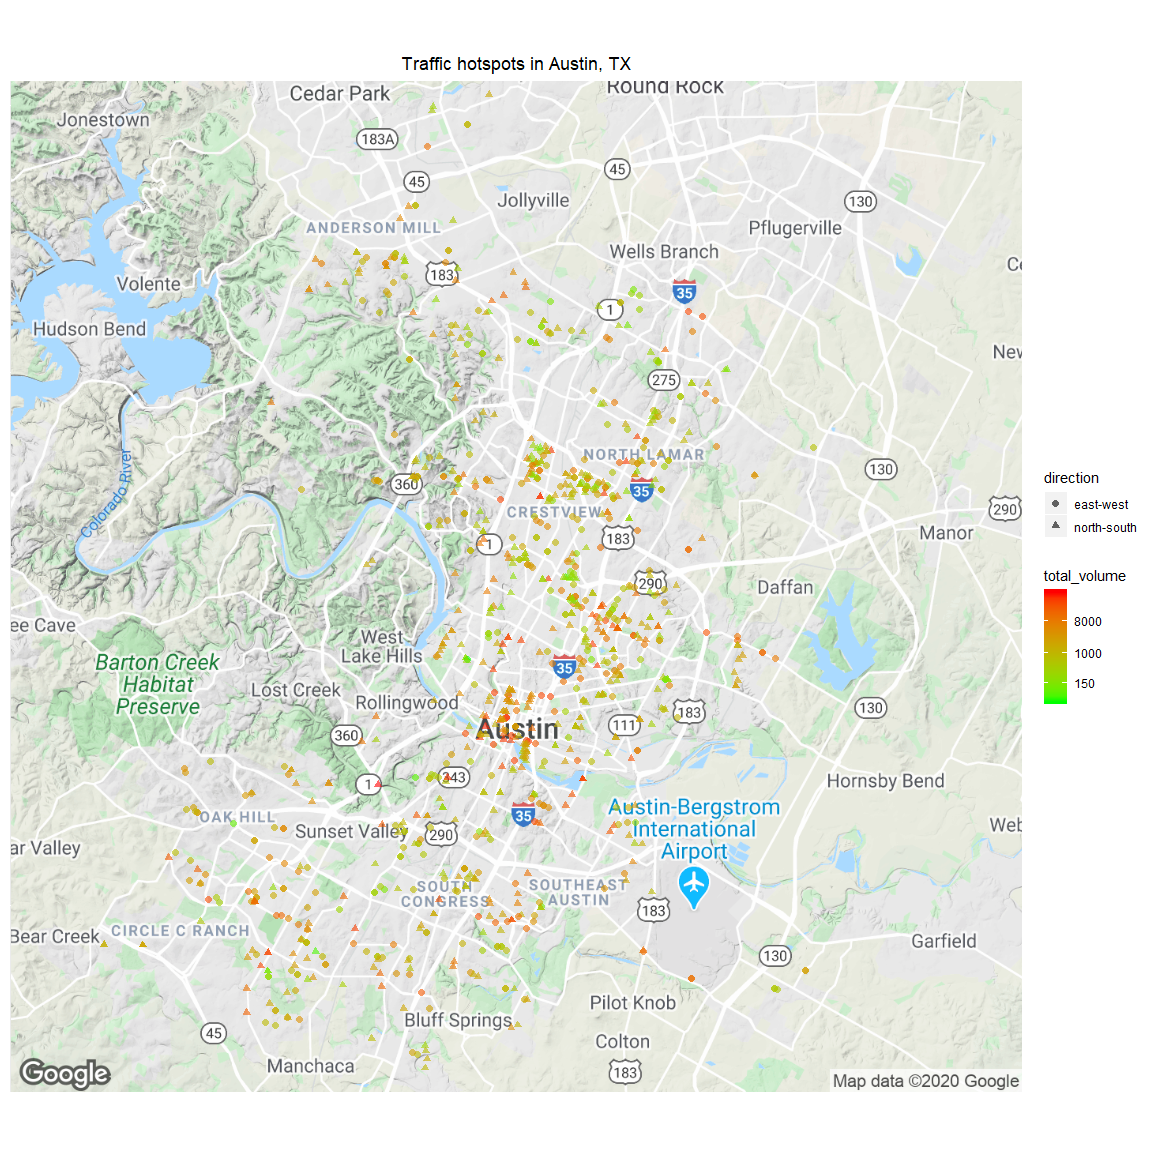 Traffic hotspots in Austin, TX
Cedar Park
Round Rock
Jonestown
183A
45
45
Jollyville
130
ANDERSON MILL
Pflugerville
Wells Branch
183
Volente
35
1
Hudson Bend
275
NORTH LAMAR
130
360
35
Colorado River
CRESTVIEW
290
183
Manor
1
290
Daffan
ee Cave
West
Lake Hills
Barton Creek
Habitat
Preserve
35
Lost Creek
Rollingwood
130
183
111
Austin
360
343
1
Hornsby Bend
Austin-Bergstrom
International
Airport
OAK HILL
35
Sunset Valley
290
ar Valley
SOUTH
CONGRESS
SOUTHEAST
AUSTIN
183
CIRCLE C RANCH
Bear Creek
Garfield
130
Pilot Knob
Bluff Springs
45
Colton
Manchaca
183
Google
Map data ©2020 Google
direction
east-west
north-south
total_volume
8000
1000
150